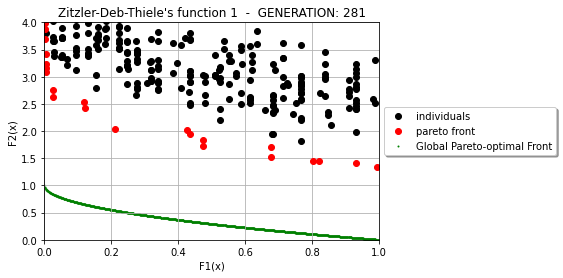 Zitzler-Deb-Thiele's function 1 - GENERATION: 281
4.0
3.5
3.0
2.5
2.0
1.5
1.0
0.5
0.0
F2(x)
0.0 0.2 0.4 0.6 0.8 1.0
F1(x)
individuals
pareto front
Global Pareto-optimal Front